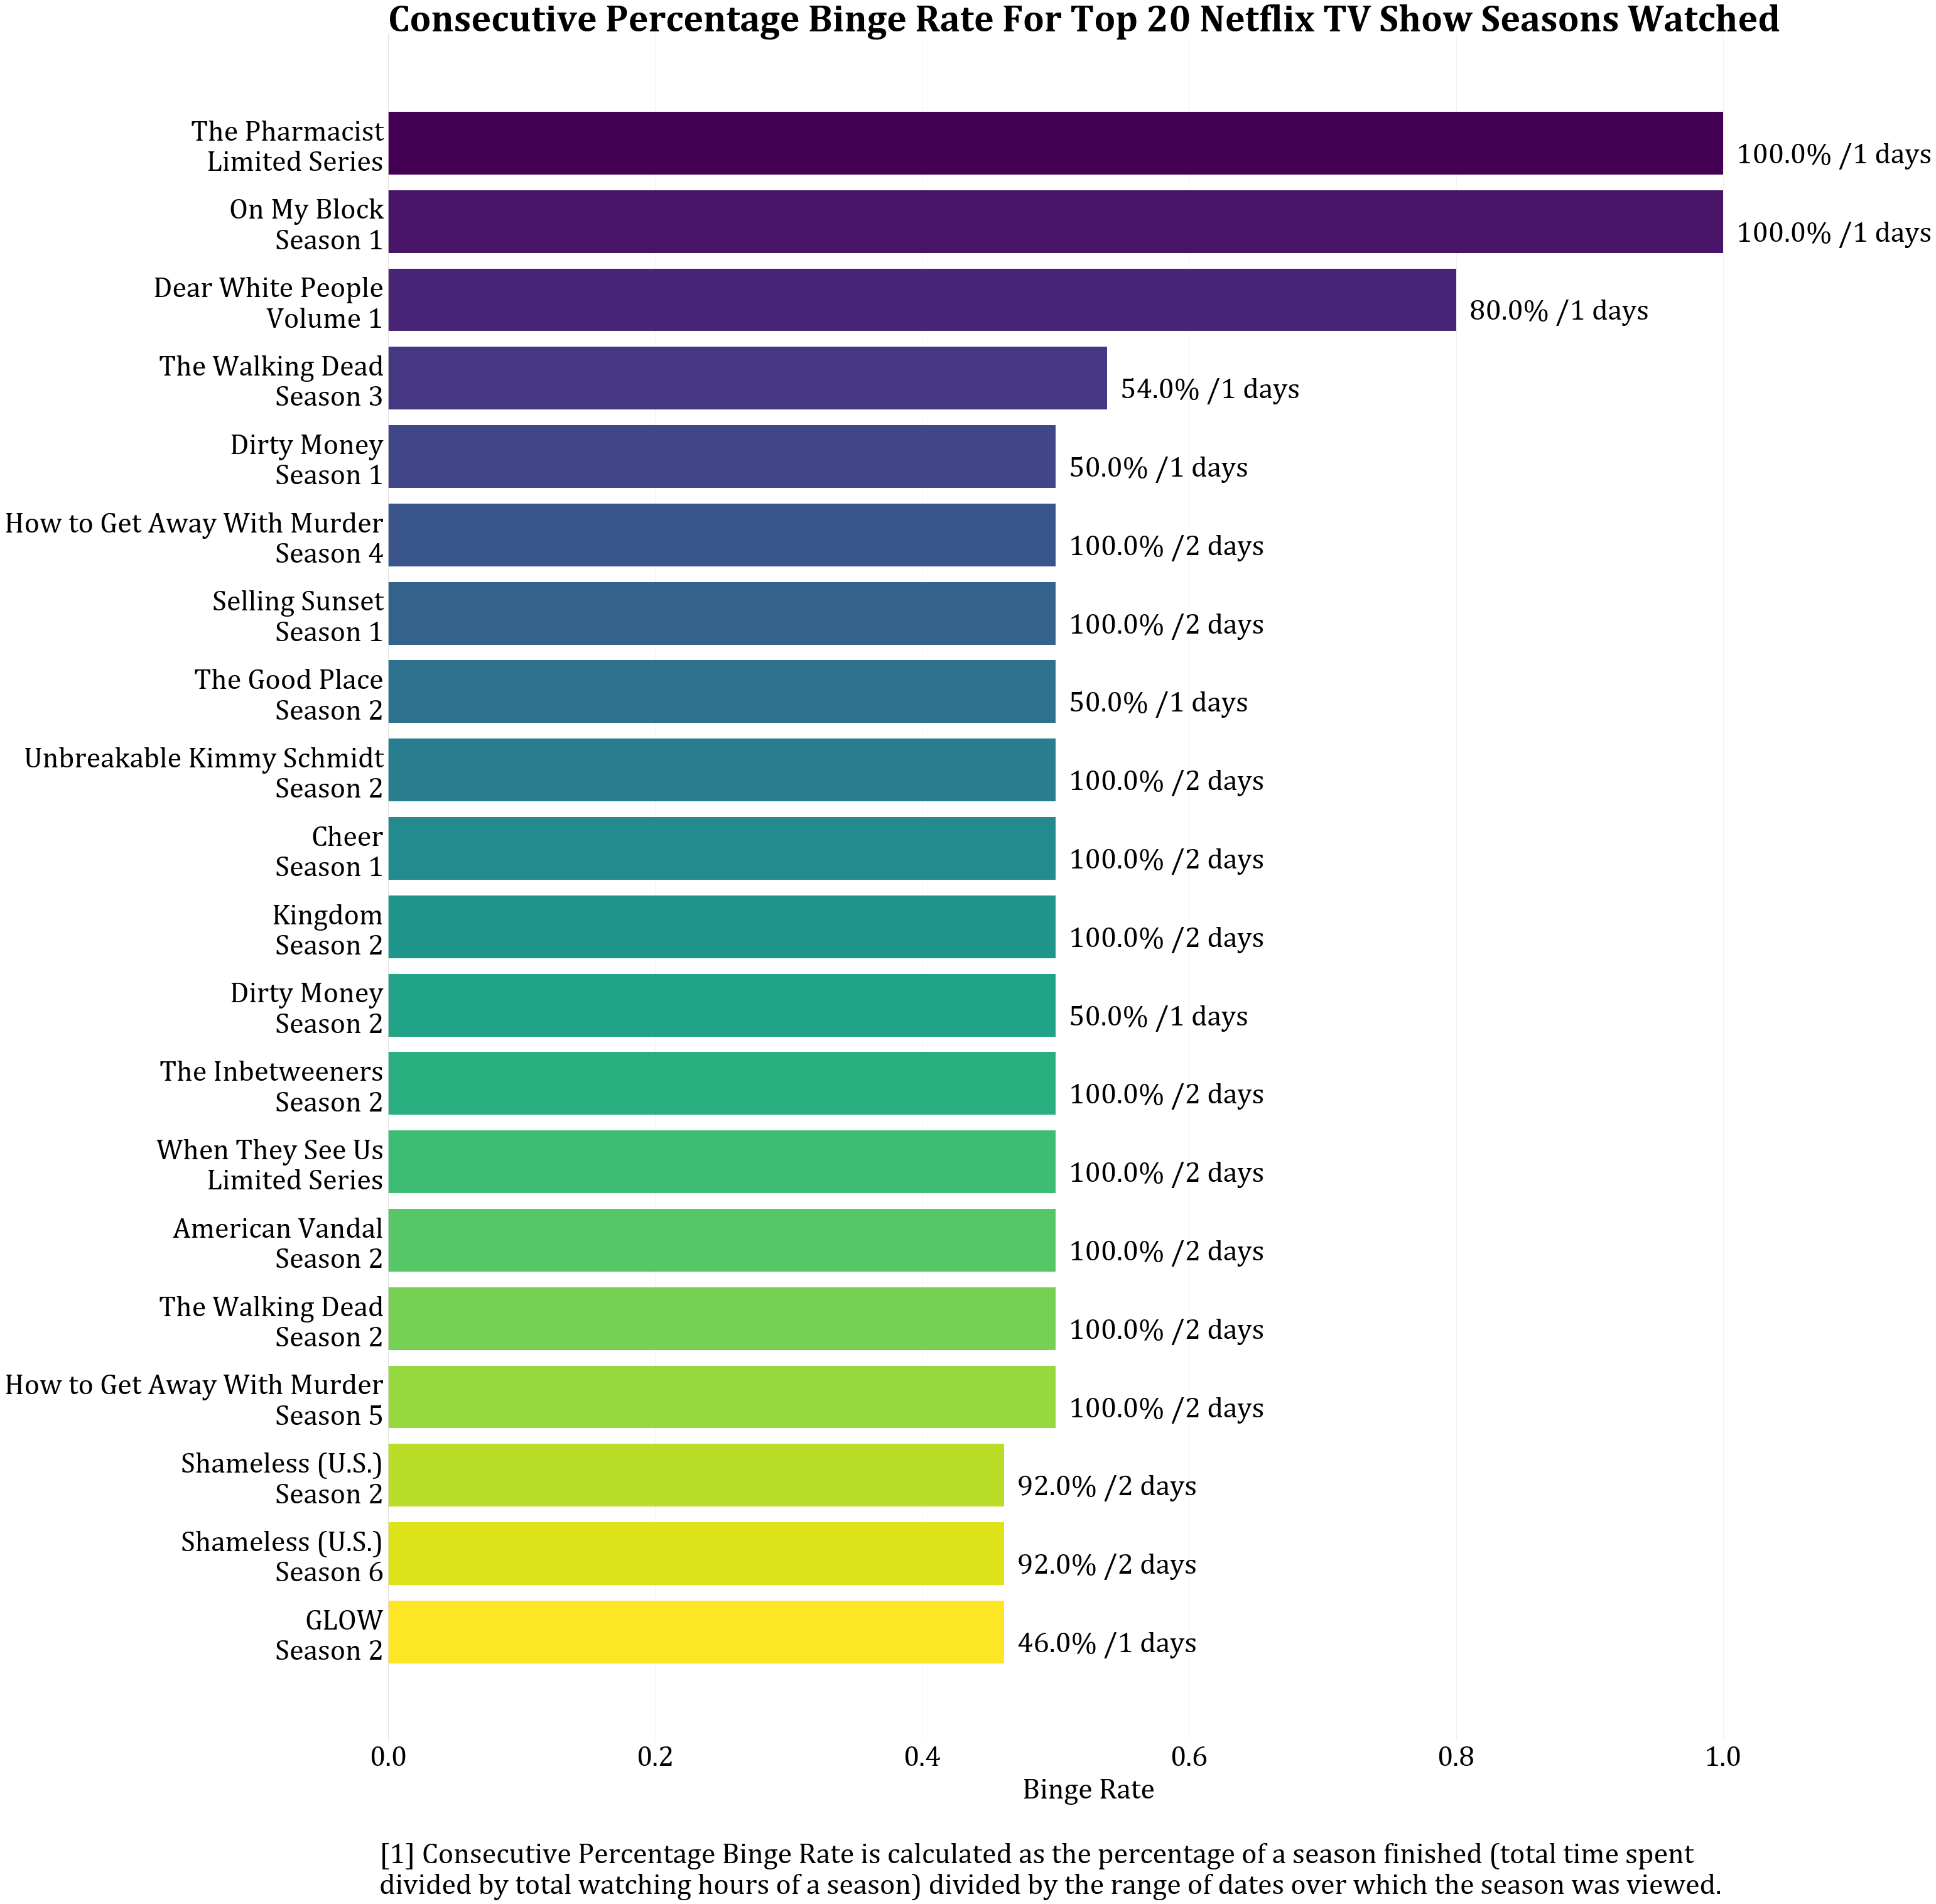 Consecutive Percentage Binge Rate For Top 20 Netflix TV Show Seasons Watched
The Pharmacist
Limited Series
100.0% /1 days
On My Block
Season 1
100.0% /1 days
Dear White People
Volume 1
80.0% /1 days
The Walking Dead
Season 3
54.0% /1 days
Dirty Money
Season 1
50.0% /1 days
How to Get Away With Murder
Season 4
100.0% /2 days
Selling Sunset
Season 1
100.0% /2 days
The Good Place
Season 2
50.0% /1 days
Unbreakable Kimmy Schmidt
Season 2
100.0% /2 days
Cheer
Season 1
100.0% /2 days
Kingdom
Season 2
100.0% /2 days
Dirty Money
Season 2
50.0% /1 days
The Inbetweeners
Season 2
100.0% /2 days
When They See Us
Limited Series
100.0% /2 days
American Vandal
Season 2
100.0% /2 days
The Walking Dead
Season 2
100.0% /2 days
How to Get Away With Murder
Season 5
100.0% /2 days
Shameless (U.S.)
Season 2
92.0% /2 days
Shameless (U.S.)
Season 6
92.0% /2 days
GLOW
Season 2
46.0% /1 days
0.0 0.2 0.4 0.6 0.8 1.0
Binge Rate
[1] Consecutive Percentage Binge Rate is calculated as the percentage of a season finished (total time spent
divided by total watching hours of a season) divided by the range of dates over which the season was viewed.